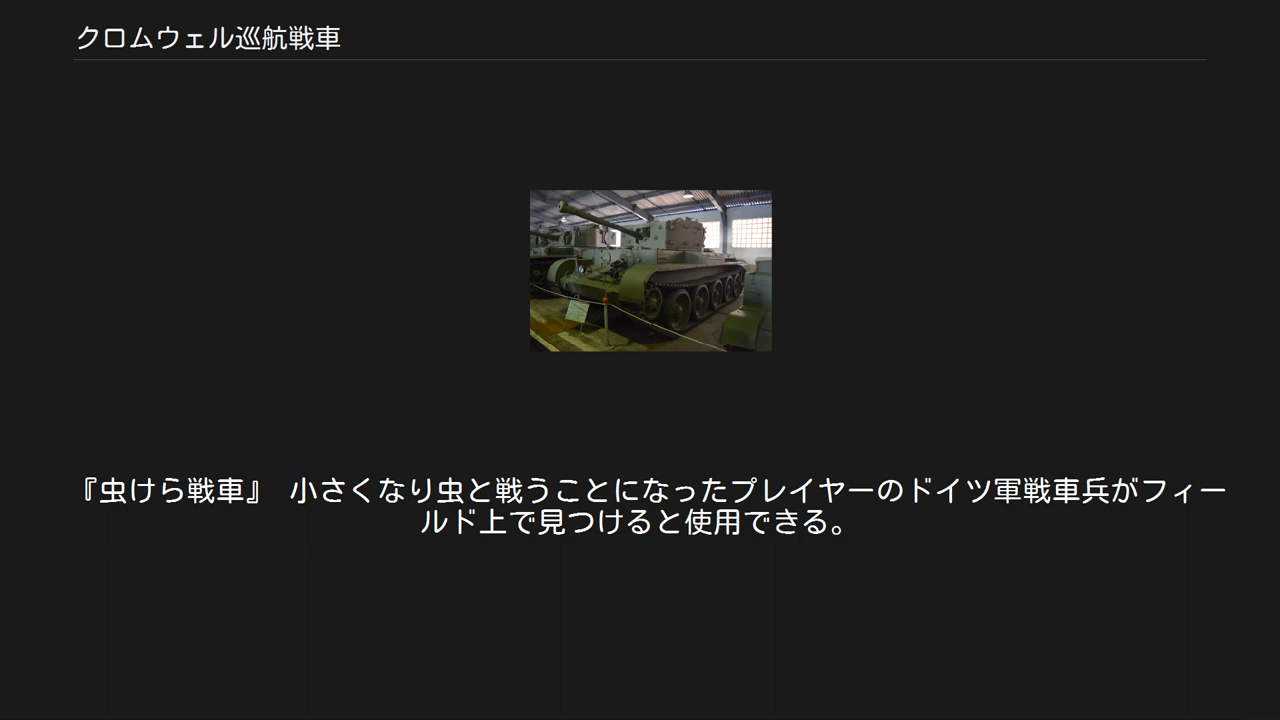 クロムウェル巡航戦車
『虫けら戦車』 小さくなり虫と戦うことになったプレイヤーのドイツ軍戦車兵がフィー
ルド上で見つけると使用できる。